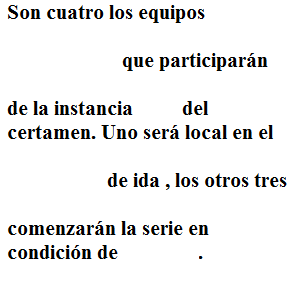 Son cuatro los equipos
que participarán
de la instancia del
certamen. Uno será local en el
de ida , los otros tres
comenzarán la serie en
condición de .